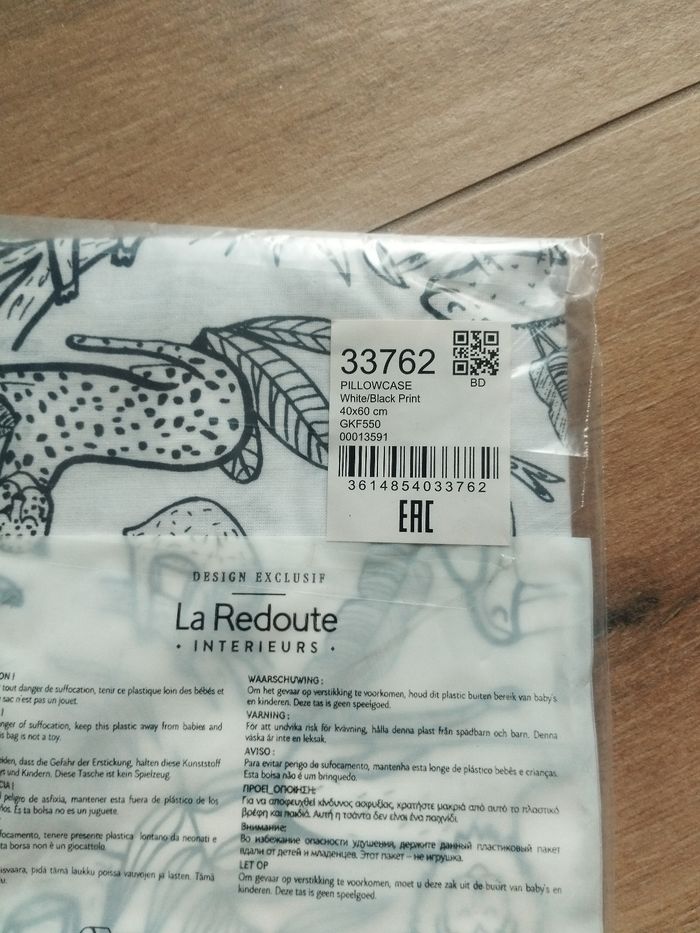 33762
BD
PILLOWCASE
White/Black Print
40x60 cm
GKF550
00013591
3614854033762
EAC
DESIGN EXCLUSIF
La Redoute
• INTERIEURS •
ON !
tout danger de suffocation, tenir ce plastique loin des bébés et
sac n'est pas un jouet.
!
nger of suffocation, keep this plastic away from babies and
is bag is not a toy.
eiden, dass die Gefahr der Erstickung, halten diese Kunststoff
ys und Kindern. Diese Tasche ist kein Spielzeug.
CIA !
peligro de asfixia, mantener esta fuera de plástico de los
ños. Es ta bolsa no es un juguete.
focamento, tenere presente plastica lontano da neonati e
ta borsa non è un giocattolo.
isvaara, pidä tämä laukku poissa vauvojen ja lasten. Tämä
u.
WAARSCHUWING :
Om het gevaar op verstikking te voorkomen, houd dit plastic buiten bereik van baby's
en kinderen. Deze tas is geen speelgoed.
VARNING :
För att undvika risk för kvävning, hålla denna plast från spädbarn och barn. Denna
väska är inte en leksak.
AVISO :
Para evitar perigo de sufocamento, mantenha esta longe de plástico bebês e crianças.
Esta bolsa não é um brinquedo.
ΠΡΟΕΙ_ΟΠΟΙΗΣΗ:
Για να αποφευχθεί κίνδυνος ασφυξίας, κρατήστε μακριά από αυτό το πλαστικό
βρέφη και παιδιά. Αυτή η τσάντα δεν είναι ένα παιχνίδι.
Внимание:
Во избежание опасности удушения, держите данный пластиковый пакет
вдали от детей и младенцев. Этот пакет – не игрушка.
LET OP
Om gevaar op verstikking te voorkomen, moet u deze zak uit de buurt van baby's en
kinderen. Deze tas is geen speelgoed.